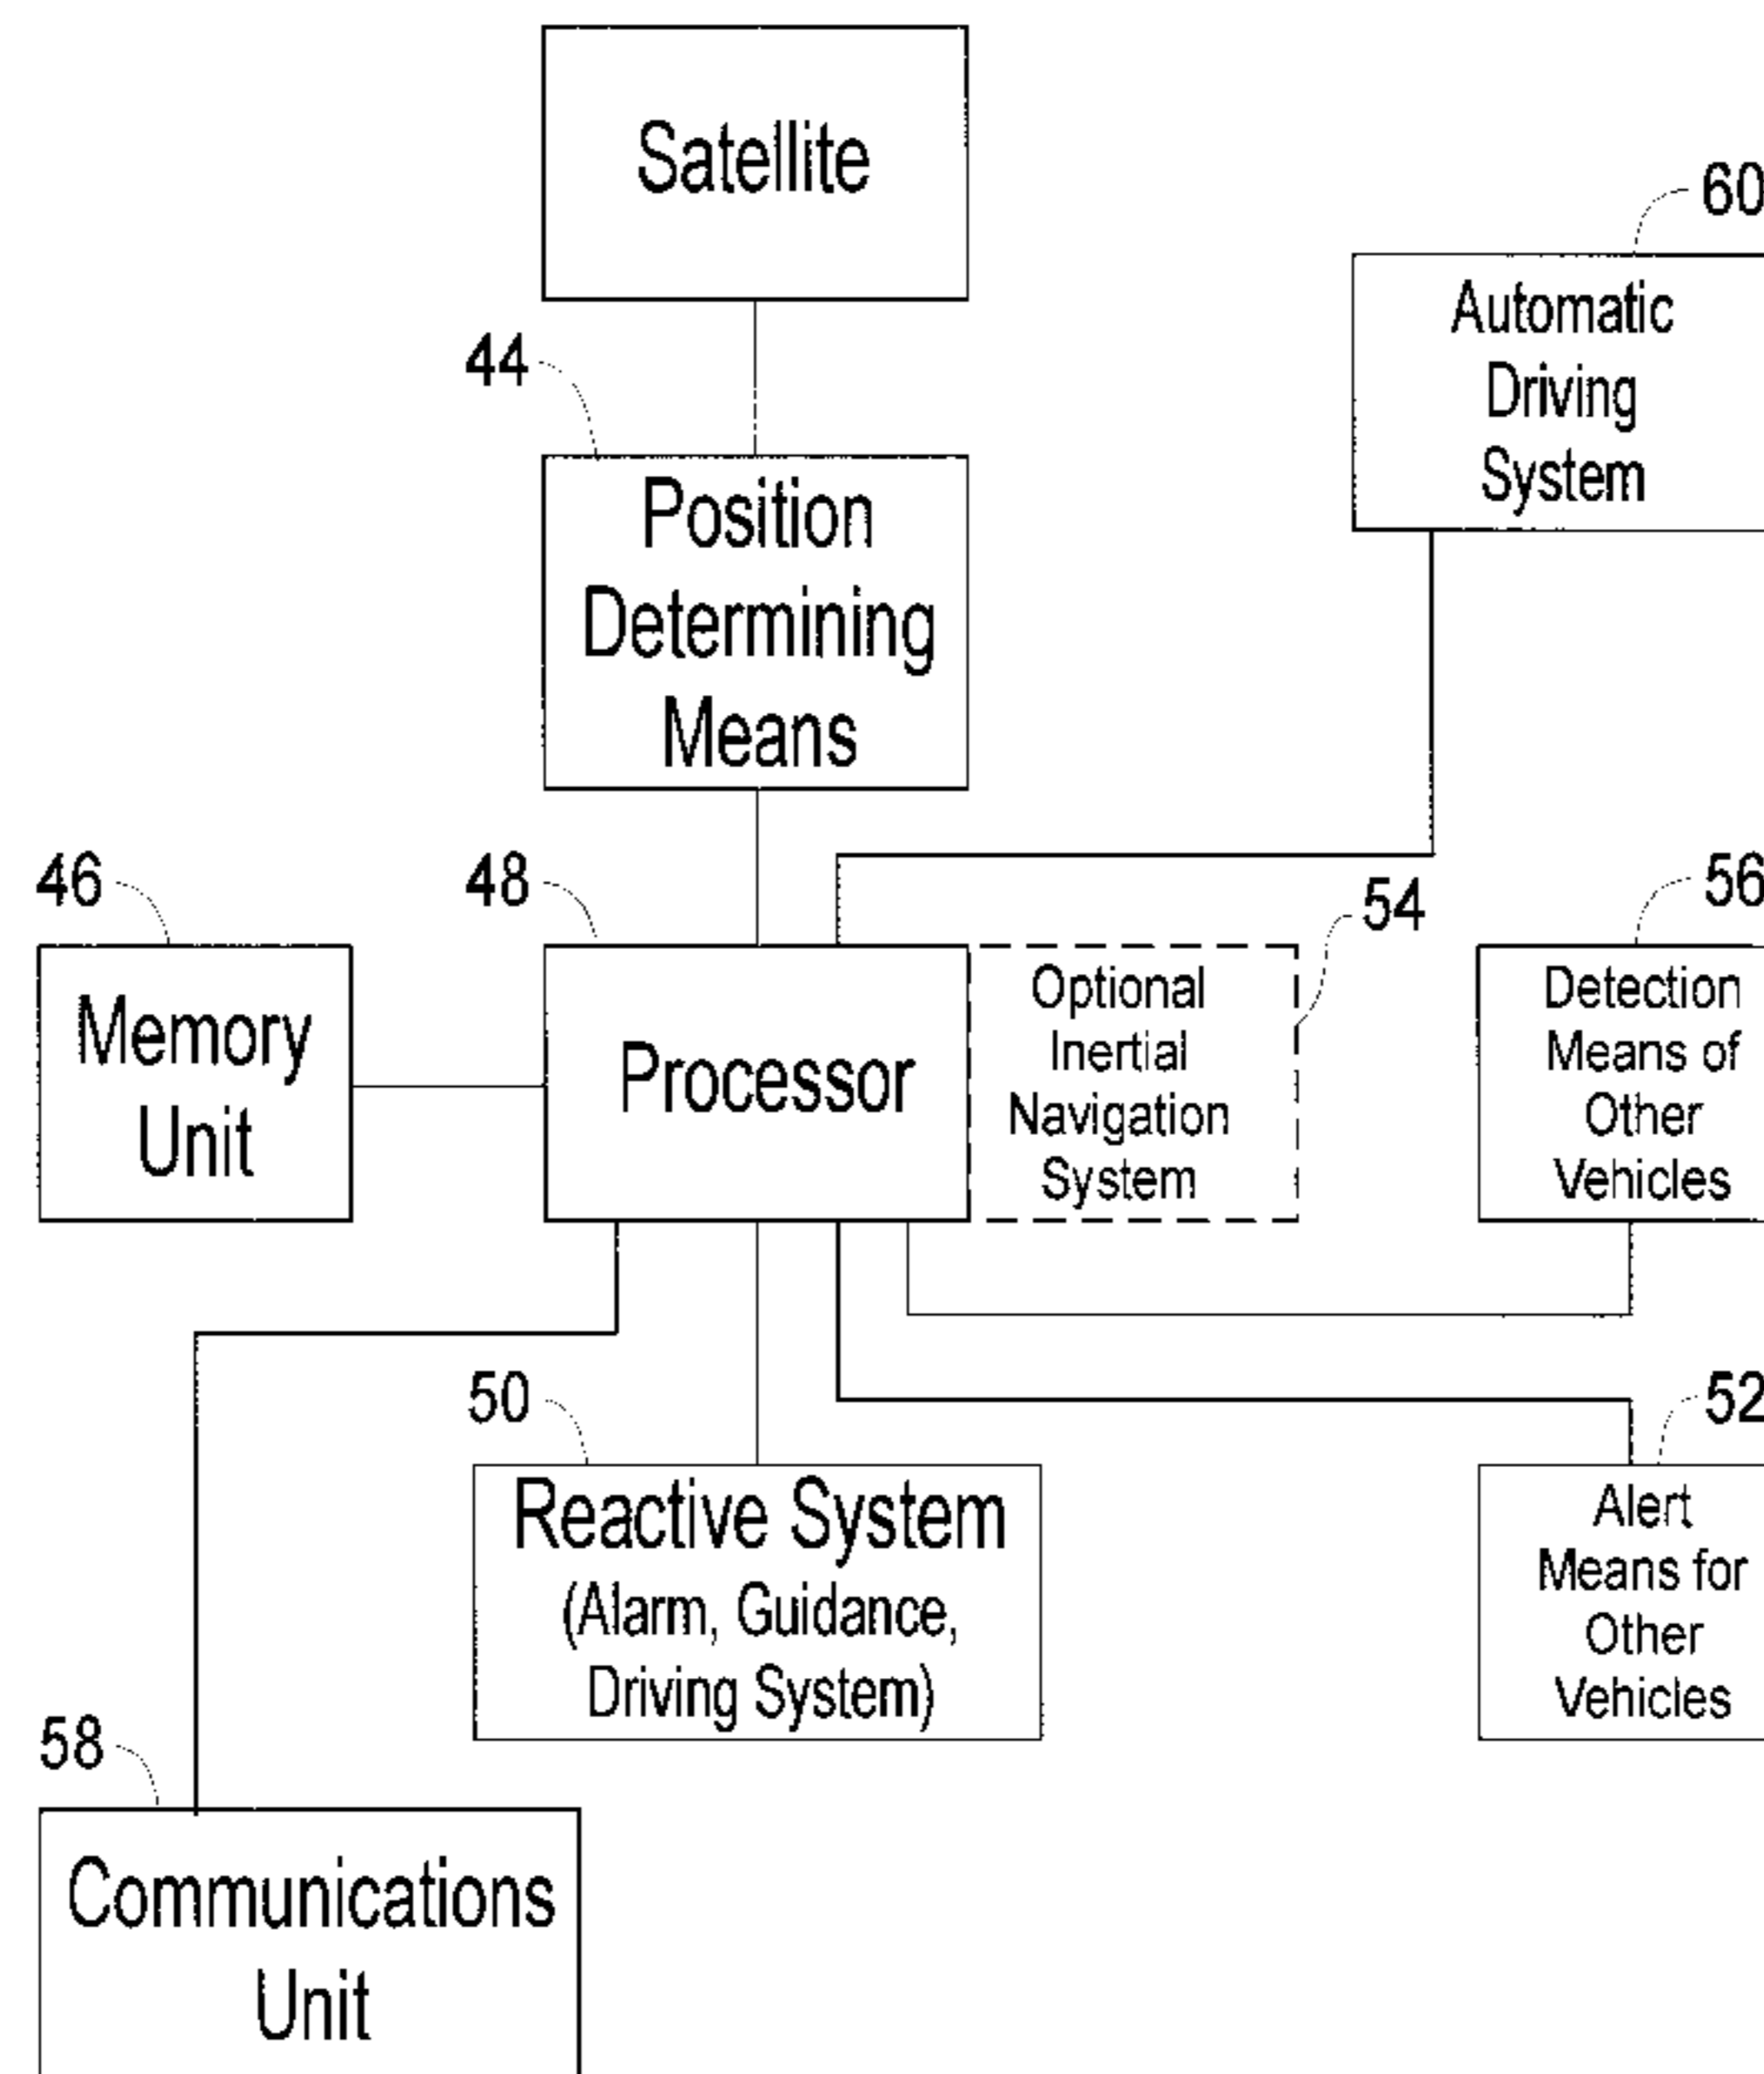 Satellite
60
Automatic
Driving
System
44
Position
Determining
Means
46
48
54
56
Memory
Unit
Processor
Optional
Inertial
Navigation
System
Detection
Means of
Other
Vehicles
50
52
Reactive System
(Alarm, Guidance,
Driving System)
Alert
Means for
Other
Vehicles
58
Communications
Unit